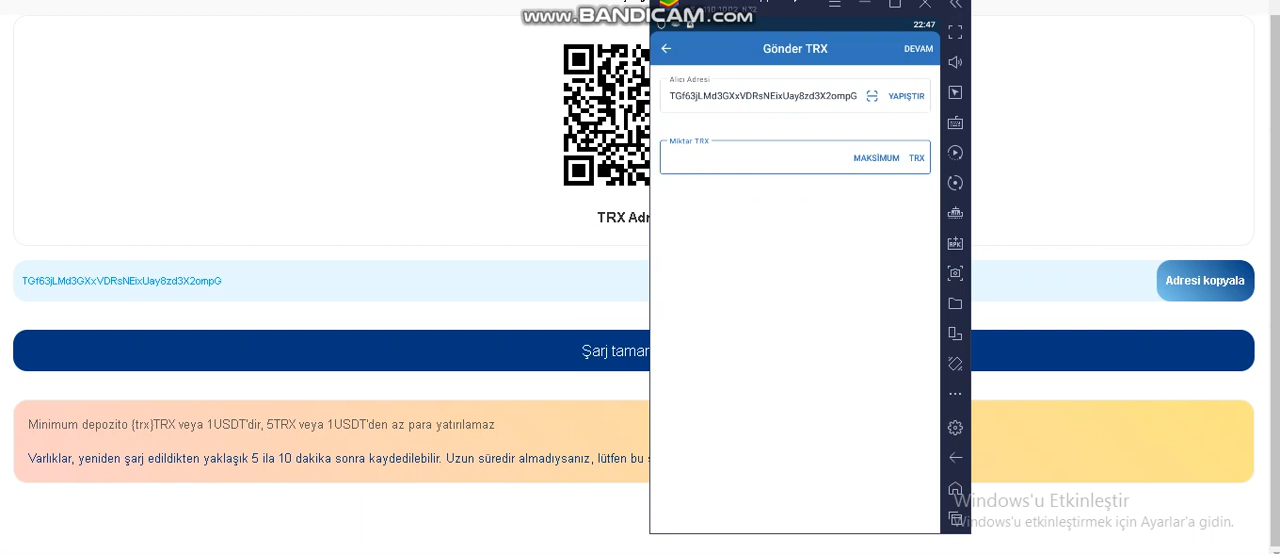 www.BANDICAM.com
22:47
Gönder TRX
DEVAM
Alıcı Adresi
TGf63jLMd3GXxVDRsNEixUay8zd3X2ompG
YAPIŞTIR
Miktar TRX
MAKSİMUM TRX
TRX Adr
TGf63jLMd3GXxVDRsNEixUay8zd3X2ompG
Adresi kopyala
Şarj tamar
Minimum depozito {trx}TRX veya 1USDT'dir, 5TRX veya 1USDT'den az para yatırılamaz
Varlıklar, yeniden şarj edildikten yaklaşık 5 ila 10 dakika sonra kaydedilebilir. Uzun süredir almadıysanız, lütfen bu s
Windows'u Etkinleştir
Windows'u etkinleştirmek için Ayarlar'a gidin.